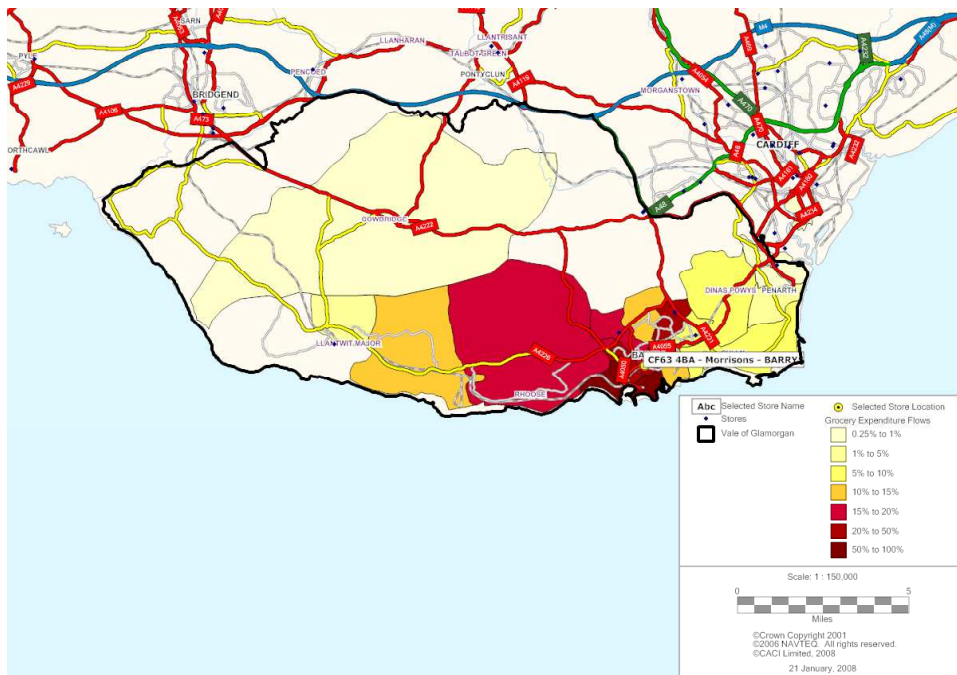 SARN
M4
A48(M)
A4232
LLANHARAN
LLANTRISANT
TALBOT GREEN
PYLE
A4229
PENCOED
PONTYCLUN
A4119
A469
A4054
BRIDGEND
MORGANSTOWN
A4106
A473
A470
A470
ORTHCAWL
A48
CARDIFF
A4232
A4161
A4160
A48
COWBRIDGE
A4222
A4234
DINAS POWYS
PENARTH
LLANTWIT MAJOR
A4231
A4055
BA
CF63 4BA - Morrisons - BARRY
A4226
A4050
RHOOSE
Abc Selected Store Name
Stores
Vale of Glamorgan
Selected Store Location
Grocery Expenditure Flows
0.25% to 1%
1% to 5%
5% to 10%
10% to 15%
15% to 20%
20% to 50%
50% to 100%
Scale: 1 : 150,000
0 5
Miles
©Crown Copyright 2001
©2006 NAVTEQ. All rights reserved.
©CACI Limited, 2008
21 January, 2008